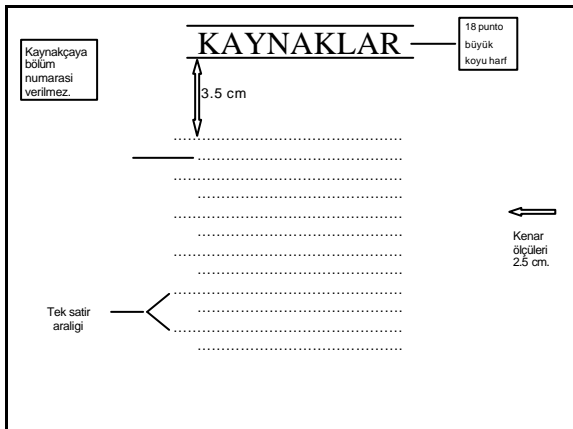 Kaynakçaya
bölüm
numarasi
verilmez.
KAYNAKLAR
18 punto
büyük
koyu harf
3.5 cm
Kenar
ölçüleri
2.5 cm.
Tek satir
araligi